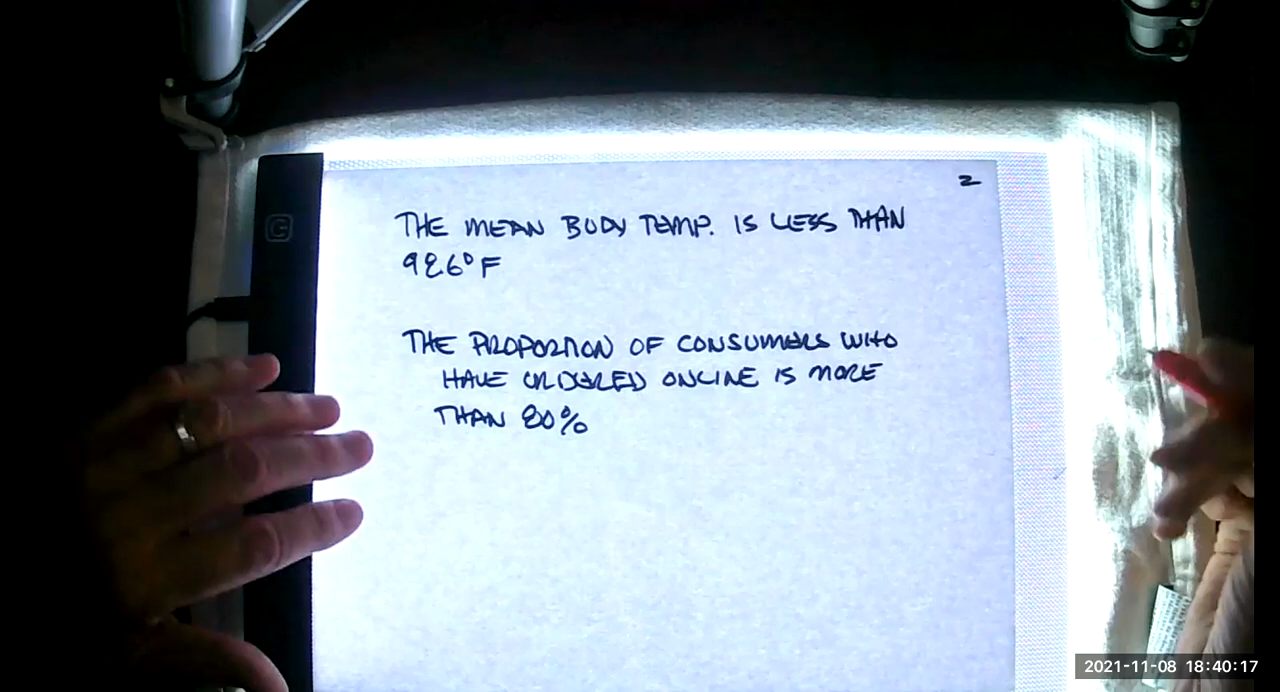 2
THE MEAN BODY TEMP. IS LESS THAN
98.6° F
THE PROPORTION OF CONSUMERS WHO
HAVE ORDERED ONLINE IS MORE
THAN 80%
2021-11-08 18:40:17